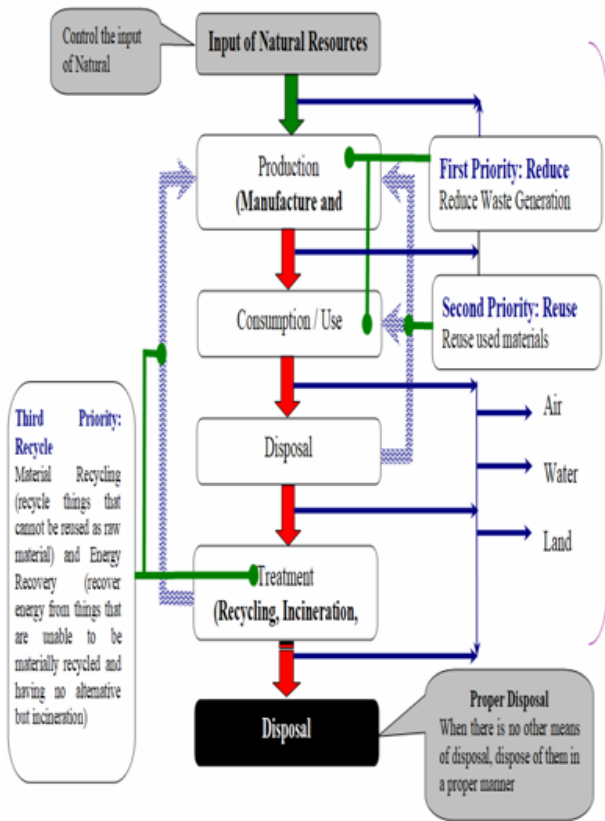 Control the input
of Natural
Input of Natural Resources
Production
(Manufacture and
First Priority: Reduce
Reduce Waste Generation
Consumption / Use
Second Priority: Reuse
Reuse used materials
Third Priority:
Recycle
Material Recycling
(recycle things that
cannot be reused as raw
material) and Energy
Recovery (recover
energy from things that
are unable to be
materially recycled and
having no alternative
but incineration)
Disposal
Air
Water
Land
Treatment
(Recycling, Incineration,
Disposal
Proper Disposal
When there is no other means
of disposal, dispose of them in
a proper manner